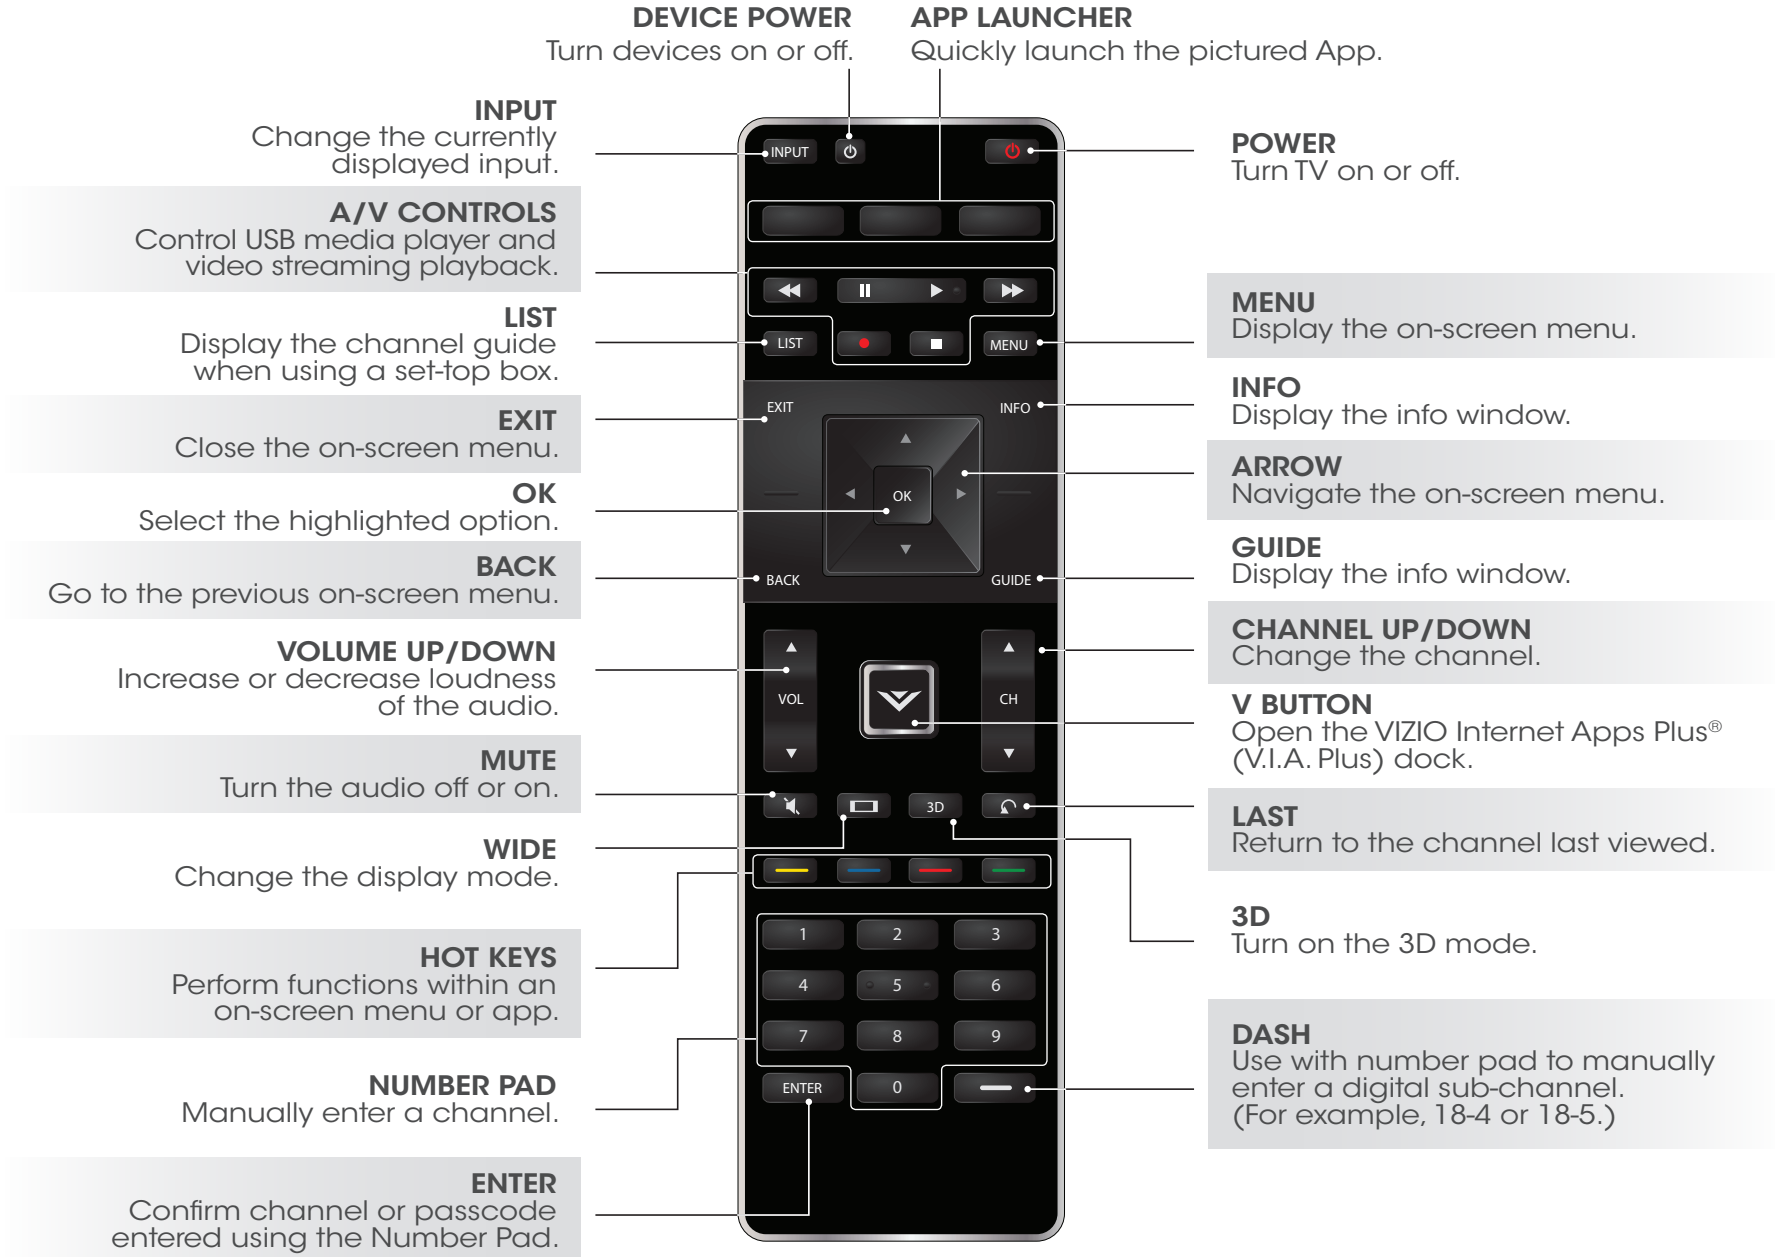 DEVICE POWER
Turn devices on or off.
APP LAUNCHER
Quickly launch the pictured App.
INPUT
Change the currently
displayed input.
A/V CONTROLS
Control USB media player and
video streaming playback.
LIST
Display the channel guide
when using a set-top box.
EXIT
Close the on-screen menu.
OK
Select the highlighted option.
BACK
Go to the previous on-screen menu.
VOLUME UP/DOWN
Increase or decrease loudness
of the audio.
MUTE
Turn the audio off or on.
WIDE
Change the display mode.
HOT KEYS
Perform functions within an
on-screen menu or app.
NUMBER PAD
Manually enter a channel.
ENTER
Confirm channel or passcode
entered using the Number Pad.
INPUT
LIST
MENU
EXIT
INFO
OK
BACK
GUIDE
VOL
CH
3D
1 2 3
4 5 6
7 8 9
ENTER 0
POWER
Turn TV on or off.
MENU
Display the on-screen menu.
INFO
Display the info window.
ARROW
Navigate the on-screen menu.
GUIDE
Display the info window.
CHANNEL UP/DOWN
Change the channel.
V BUTTON
Open the VIZIO Internet Apps Plus®
(V.I.A. Plus) dock.
LAST
Return to the channel last viewed.
3D
Turn on the 3D mode.
DASH
Use with number pad to manually
enter a digital sub-channel.
(For example, 18-4 or 18-5.)